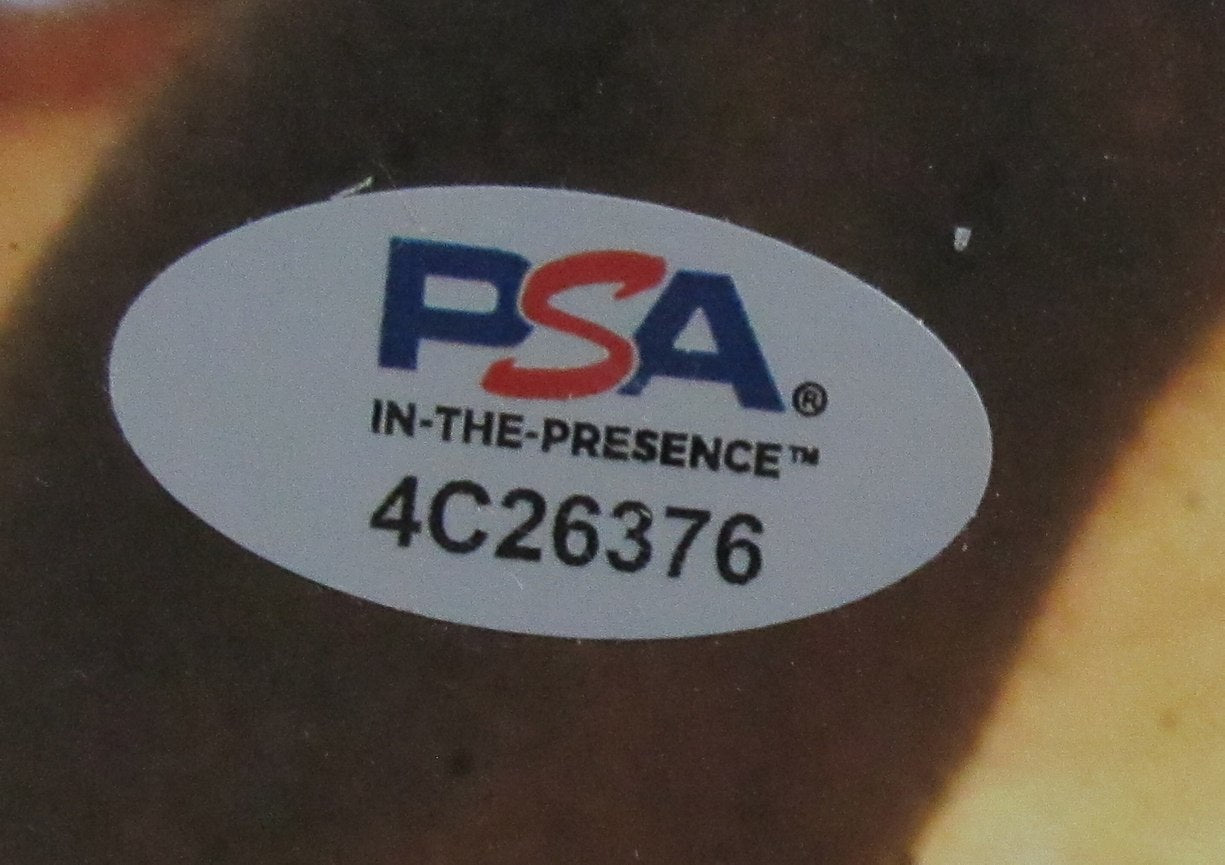 PSA®
IN-THE-PRESENCE™
4C26376